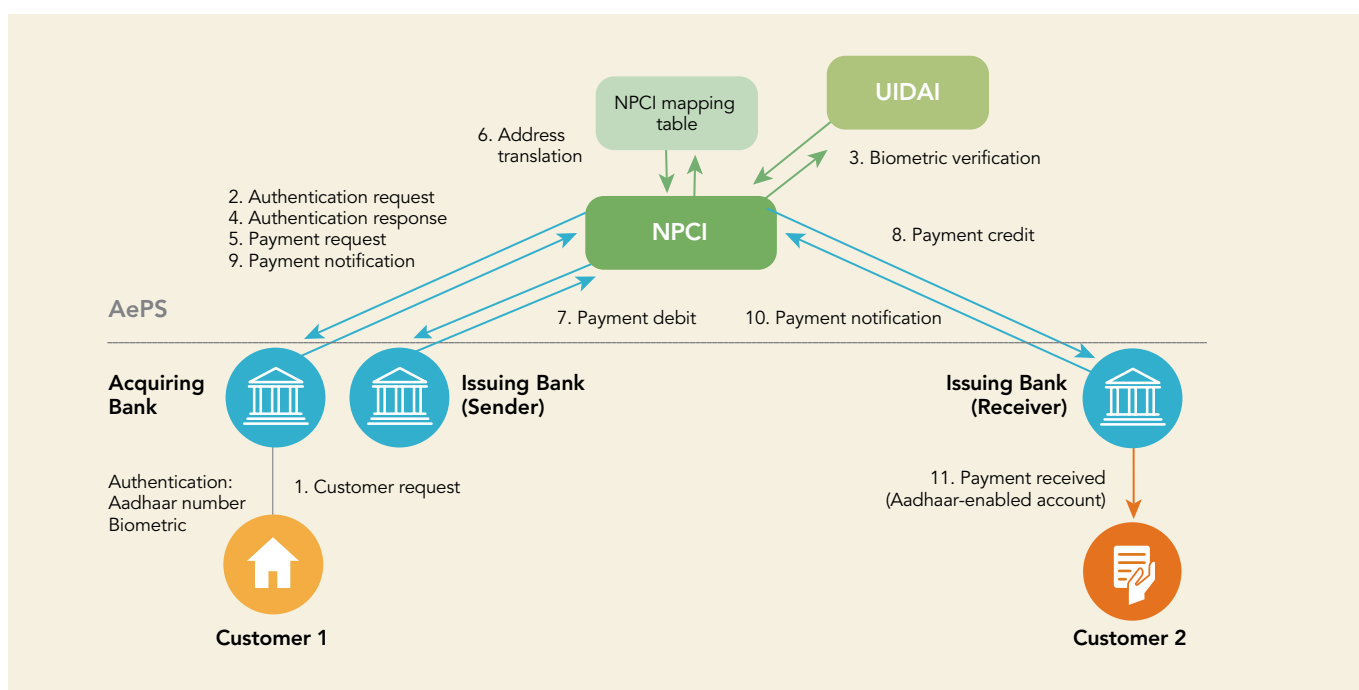 UIDAI
NPCI mapping
table
6. Address
translation
3. Biometric verification
2. Authentication request
4. Authentication response
5. Payment request
9. Payment notification
NPCI
8. Payment credit
AePS
7. Payment debit
10. Payment notification
Acquiring
Bank
Issuing Bank
(Sender)
Issuing Bank
(Receiver)
Authentication:
Aadhaar number
Biometric
1. Customer request
11. Payment received
(Aadhaar-enabled account)
Customer 1
Customer 2